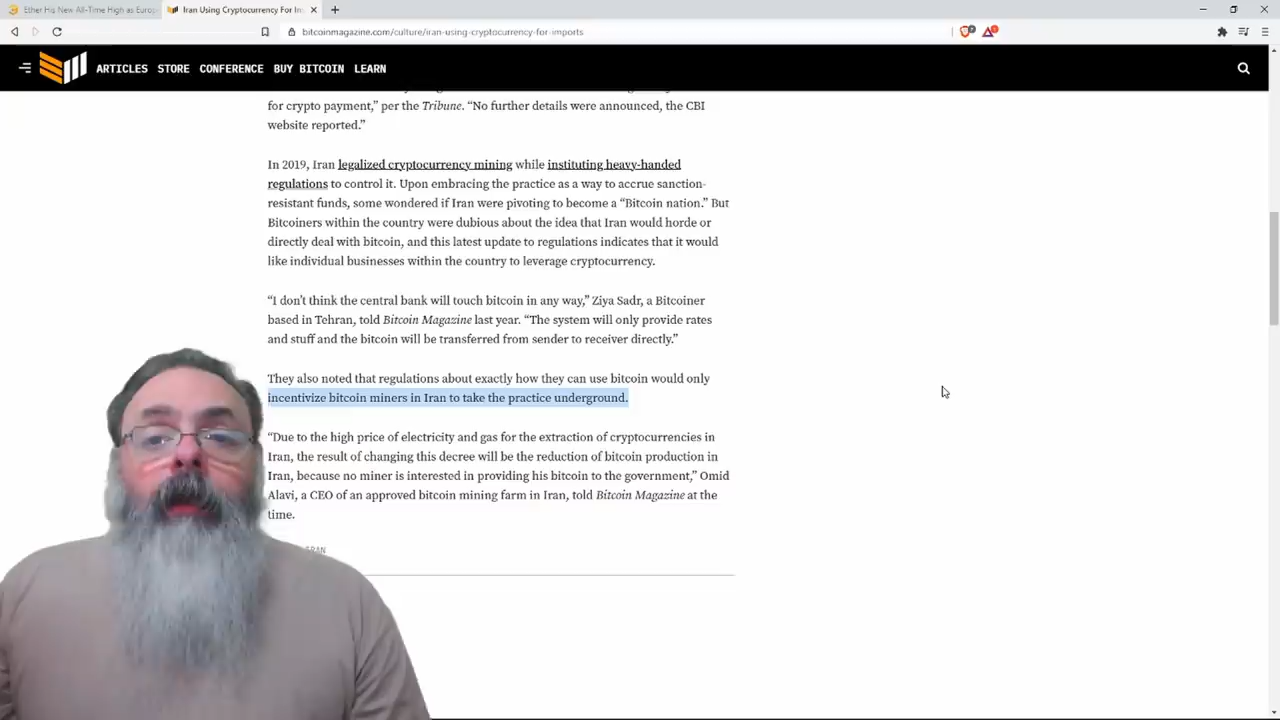 Ether His New All-Time High as Europ
Iran Using Cryptocurrency For Im
bitcoinmagazine.com/culture/iran-using-cryptocurrency-for-imports
ARTICLES STORE CONFERENCE BUY BITCOIN LEARN
for crypto payment,” per the Tribune. “No further details were announced, the CBI
website reported.”
In 2019, Iran legalized cryptocurrency mining while instituting heavy-handed
regulations to control it. Upon embracing the practice as a way to accrue sanction-
resistant funds, some wondered if Iran were pivoting to become a “Bitcoin nation.” But
Bitcoiners within the country were dubious about the idea that Iran would horde or
directly deal with bitcoin, and this latest update to regulations indicates that it would
like individual businesses within the country to leverage cryptocurrency.
“I don’t think the central bank will touch bitcoin in any way,” Ziya Sadr, a Bitcoiner
based in Tehran, told Bitcoin Magazine last year. “The system will only provide rates
and stuff and the bitcoin will be transferred from sender to receiver directly.”
They also noted that regulations about exactly how they can use bitcoin would only
incentivize bitcoin miners in Iran to take the practice underground.
“Due to the high price of electricity and gas for the extraction of cryptocurrencies in
Iran, the result of changing this decree will be the reduction of bitcoin production in
Iran, because no miner is interested in providing his bitcoin to the government,” Omid
Alavi, a CEO of an approved bitcoin mining farm in Iran, told Bitcoin Magazine at the
time.